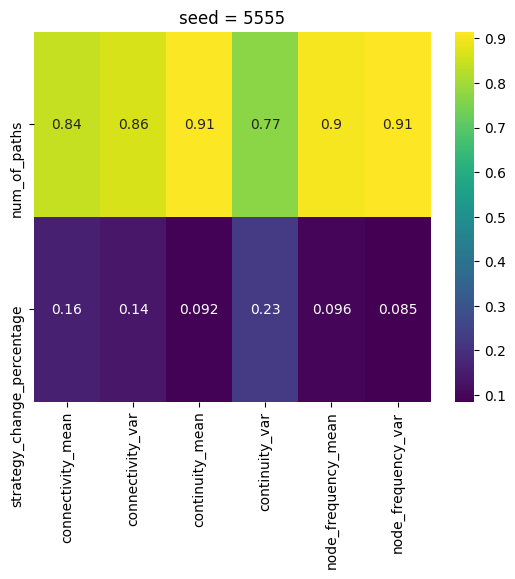 seed = 5555
num_of_paths
0.84 0.86 0.91 0.77 0.9 0.91
strategy_change_percentage
0.16 0.14 0.092 0.23 0.096 0.085
connectivity_mean
connectivity_var
continuity_mean
continuity_var
node_frequency_mean
node_frequency_var
0.9
0.8
0.7
0.6
0.5
0.4
0.3
0.2
0.1